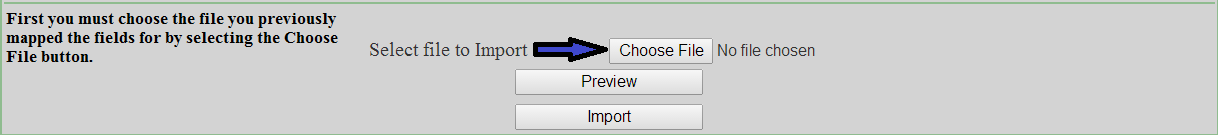 First you must choose the file you previously
mapped the fields for by selecting the Choose
File button.
Select file to Import Choose File No file chosen
Preview
Import